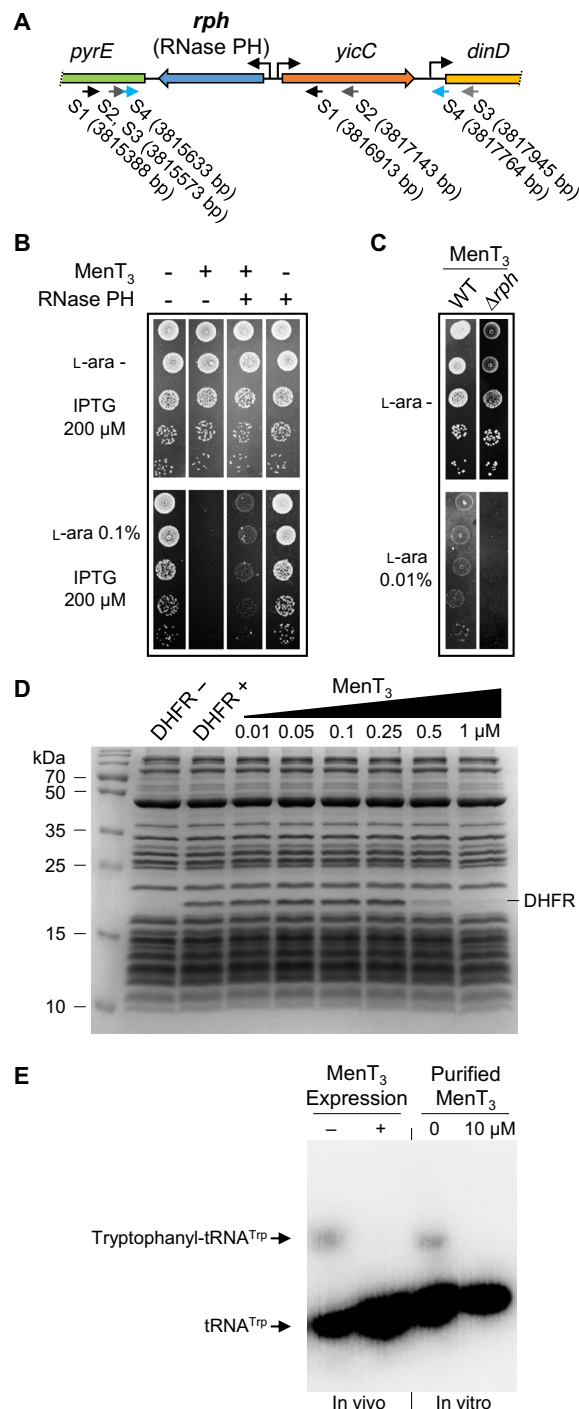 A
pyrE
rph
(RNase PH)
yicC
dinD
S1 (3815388 bp)
S2, S3 (3815573 bp)
S4 (3815633 bp)
S1 (3816913 bp)
S2 (3817143 bp)
S4 (3817764 bp)
S3 (3817945 bp)
B
MenT3 - + + -
RNase PH - - + +
L-ara -
IPTG
200 µM
L-ara 0.1%
IPTG
200 µM
C
MenT3
WT Δrph
L-ara -
L-ara
0.01%
D
DHFR – DHFR + MenT3
0.01 0.05 0.1 0.25 0.5 1 µM
kDa
70
50
35
25
15
10
DHFR
E
MenT3
Expression
Purified
MenT3
– + 0 10 µM
Tryptophanyl-tRNATrp
tRNATrp
In vivo In vitro